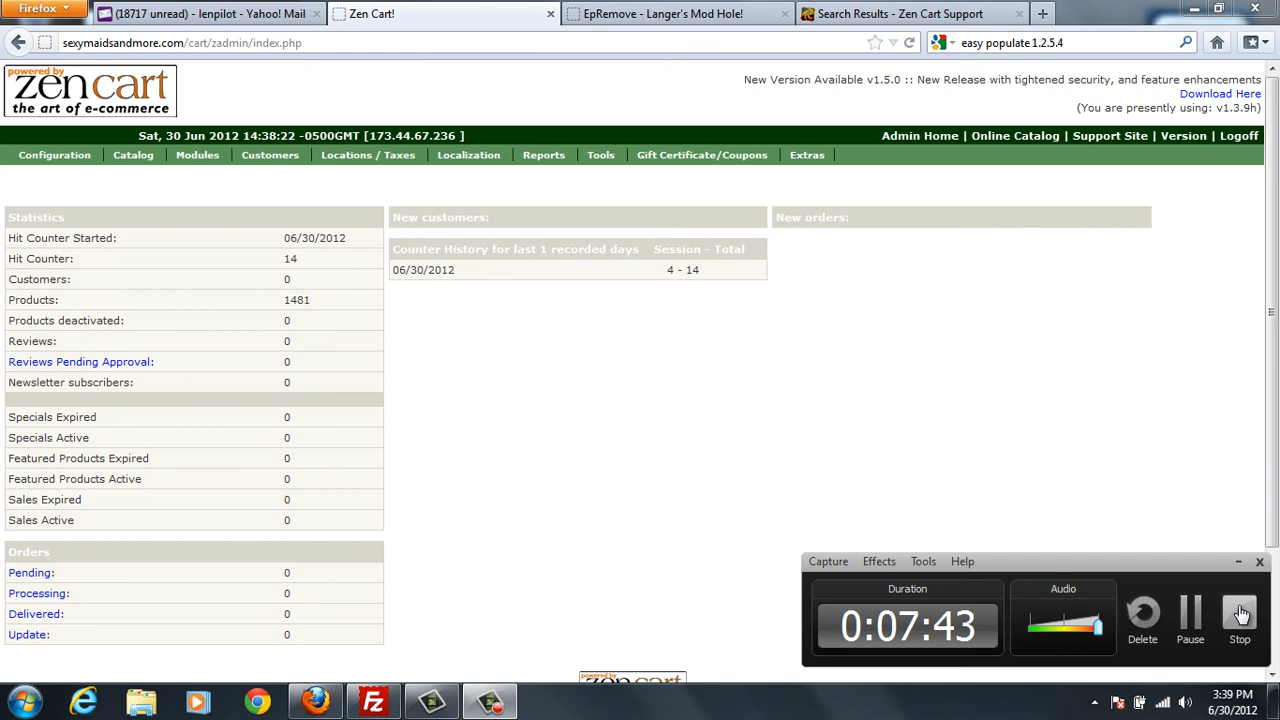 Firefox
(18717 unread) - lenpilot - Yahoo! Mail
Zen Cart!
EpRemove - Langer's Mod Hole!
Search Results - Zen Cart Support
sexymaidsandmore.com/cart/zadmin/index.php
easy populate 1.2.5.4
powered by
zen cart
the art of e-commerce
New Version Available v1.5.0 :: New Release with tightened security, and feature enhancements
Download Here
(You are presently using: v1.3.9h)
Sat, 30 Jun 2012 14:38:22 -0500GMT [173.44.67.236 ]
Admin Home | Online Catalog | Support Site | Version | Logoff
Configuration Catalog Modules Customers Locations / Taxes Localization Reports Tools Gift Certificate/Coupons Extras
Statistics
Hit Counter Started: 06/30/2012
Hit Counter: 14
Customers: 0
Products: 1481
Products deactivated: 0
Reviews: 0
Reviews Pending Approval: 0
Newsletter subscribers: 0
Specials Expired 0
Specials Active 0
Featured Products Expired 0
Featured Products Active 0
Sales Expired 0
Sales Active 0
Orders
Pending: 0
Processing: 0
Delivered: 0
Update: 0
New customers:
Counter History for last 1 recorded days Session - Total
06/30/2012 4 - 14
New orders:
Capture Effects Tools Help
Duration
0:07:43
Audio
Delete
Pause
Stop
powered by
3:39 PM
6/30/2012